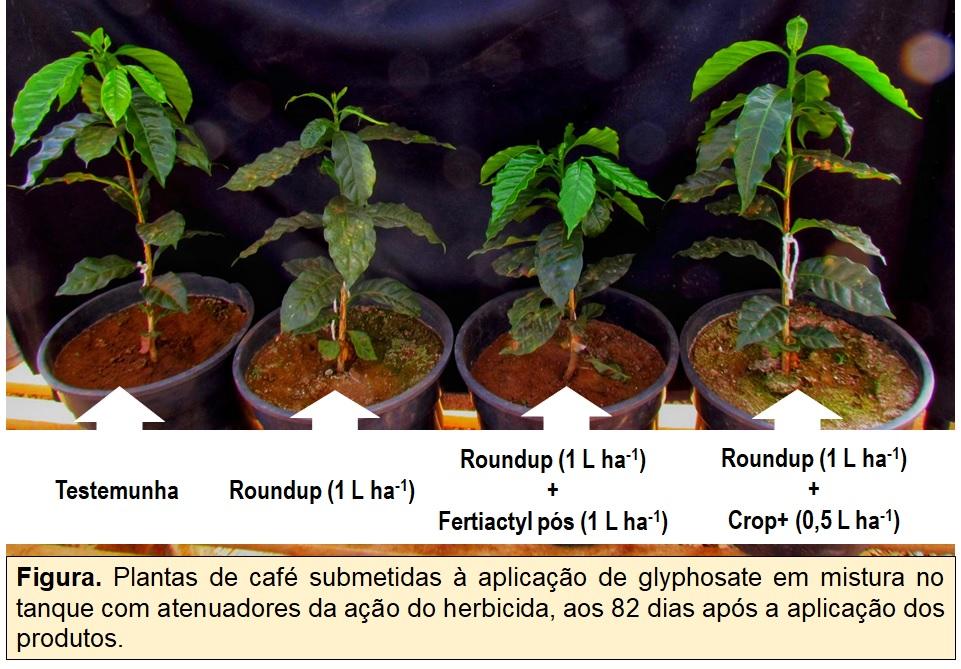 Testemunha
Roundup (1 L ha⁻¹)
Roundup (1 L ha⁻¹)
+
Fertiactyl pós (1 L ha⁻¹)
Roundup (1 L ha⁻¹)
+
Crop+ (0,5 L ha⁻¹)
Figura. Plantas de café submetidas à aplicação de glyphosate em mistura no
tanque com atenuadores da ação do herbicida, aos 82 dias após a aplicação dos
produtos.